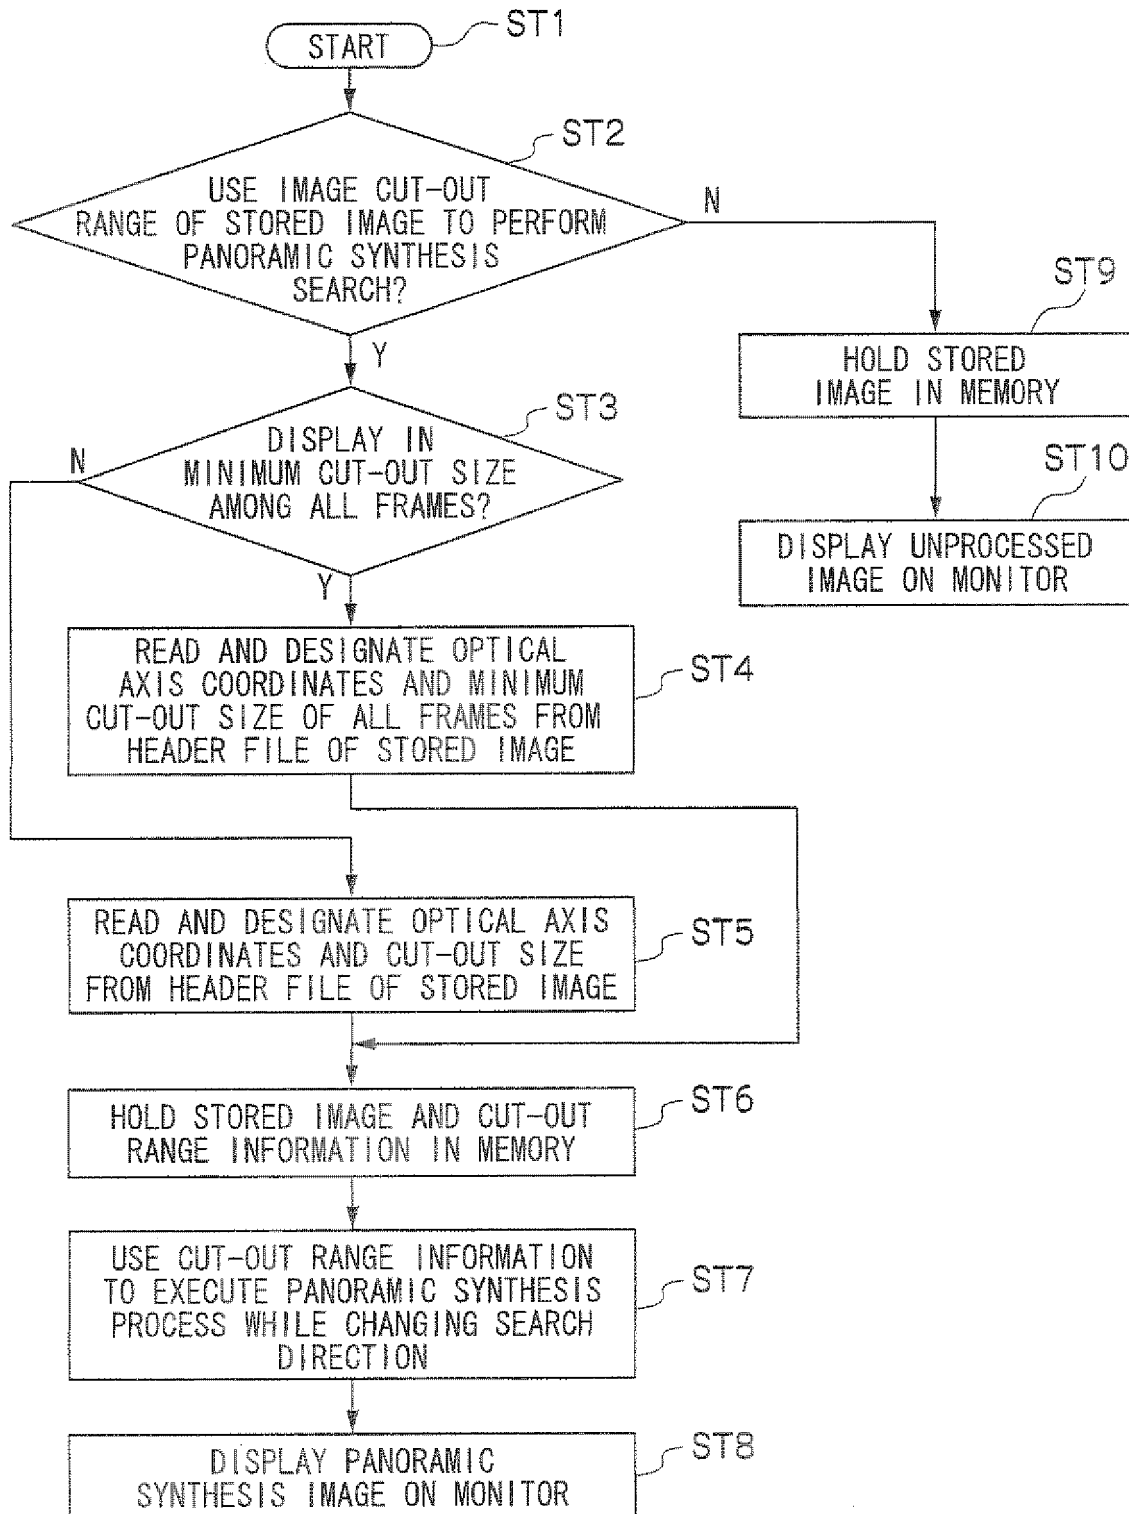 START
ST1
ST2
USE IMAGE CUT-OUT
RANGE OF STORED IMAGE TO PERFORM
PANORAMIC SYNTHESIS
SEARCH?
N
Y
ST9
HOLD STORED
IMAGE IN MEMORY
ST10
DISPLAY UNPROCESSED
IMAGE ON MONITOR
ST3
DISPLAY IN
MINIMUM CUT-OUT SIZE
AMONG ALL FRAMES?
N
Y
READ AND DESIGNATE OPTICAL
AXIS COORDINATES AND MINIMUM
CUT-OUT SIZE OF ALL FRAMES FROM
HEADER FILE OF STORED IMAGE
ST4
READ AND DESIGNATE OPTICAL AXIS
COORDINATES AND CUT-OUT SIZE
FROM HEADER FILE OF STORED IMAGE
ST5
HOLD STORED IMAGE AND CUT-OUT
RANGE INFORMATION IN MEMORY
ST6
USE CUT-OUT RANGE INFORMATION
TO EXECUTE PANORAMIC SYNTHESIS
PROCESS WHILE CHANGING SEARCH
DIRECTION
ST7
DISPLAY PANORAMIC
SYNTHESIS IMAGE ON MONITOR
ST8